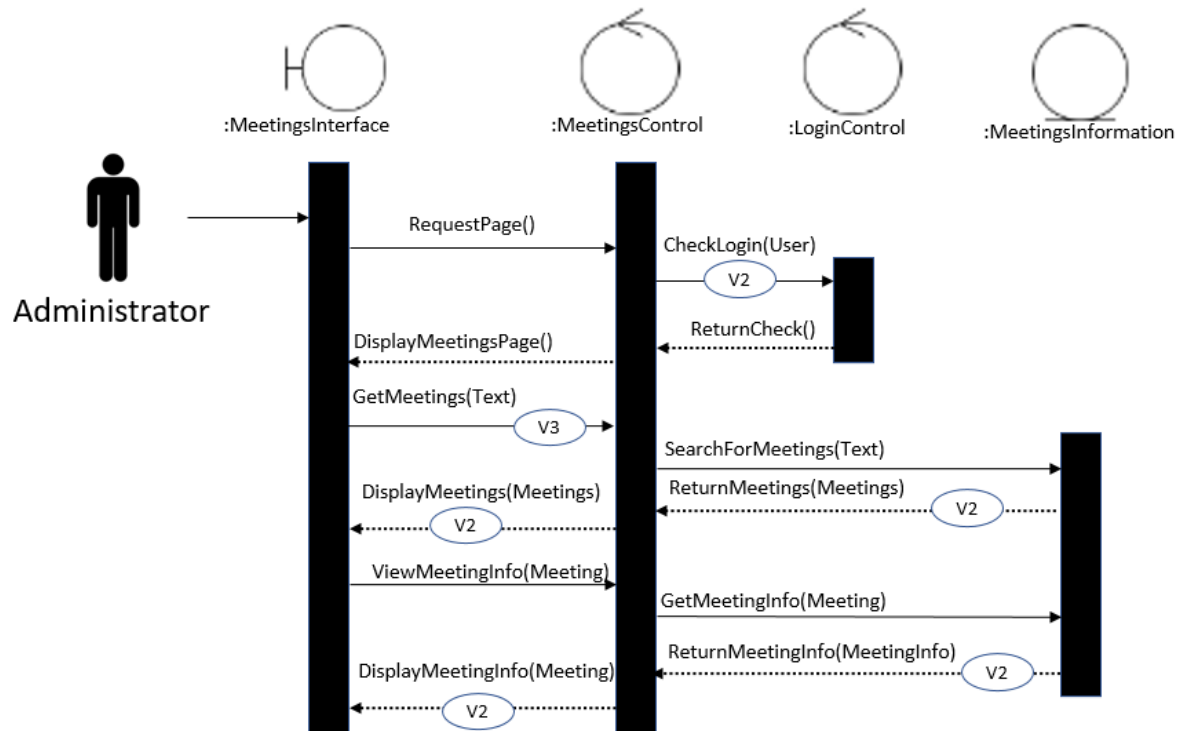 :MeetingsInterface
:MeetingsControl
:LoginControl
:MeetingsInformation
Administrator
RequestPage()
CheckLogin(User)
V2
ReturnCheck()
DisplayMeetingsPage()
GetMeetings(Text)
V3
SearchForMeetings(Text)
ReturnMeetings(Meetings)
V2
DisplayMeetings(Meetings)
V2
ViewMeetingInfo(Meeting)
GetMeetingInfo(Meeting)
ReturnMeetingInfo(MeetingInfo)
V2
DisplayMeetingInfo(Meeting)
V2